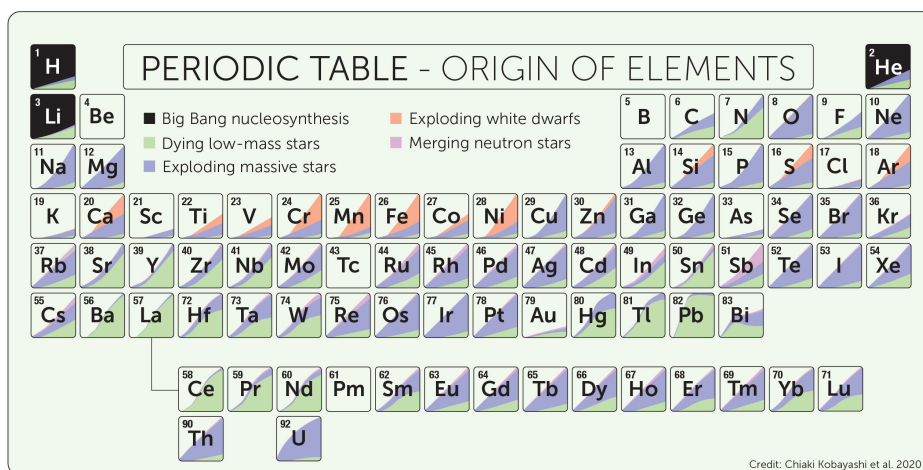 PERIODIC TABLE - ORIGIN OF ELEMENTS
1 H
2 He
3 Li
4 Be
Big Bang nucleosynthesis
Dying low-mass stars
Exploding massive stars
Exploding white dwarfs
Merging neutron stars
5 B
6 C
7 N
8 O
9 F
10 Ne
11 Na
12 Mg
13 Al
14 Si
15 P
16 S
17 Cl
18 Ar
19 K
20 Ca
21 Sc
22 Ti
23 V
24 Cr
25 Mn
26 Fe
27 Co
28 Ni
29 Cu
30 Zn
31 Ga
32 Ge
33 As
34 Se
35 Br
36 Kr
37 Rb
38 Sr
39 Y
40 Zr
41 Nb
42 Mo
43 Tc
44 Ru
45 Rh
46 Pd
47 Ag
48 Cd
49 In
50 Sn
51 Sb
52 Te
53 I
54 Xe
55 Cs
56 Ba
57 La
72 Hf
73 Ta
74 W
75 Re
76 Os
77 Ir
78 Pt
79 Au
80 Hg
81 Tl
82 Pb
83 Bi
58 Ce
59 Pr
60 Nd
61 Pm
62 Sm
63 Eu
64 Gd
65 Tb
66 Dy
67 Ho
68 Er
69 Tm
70 Yb
71 Lu
90 Th
92 U
Credit: Chiaki Kobayashi et al. 2020